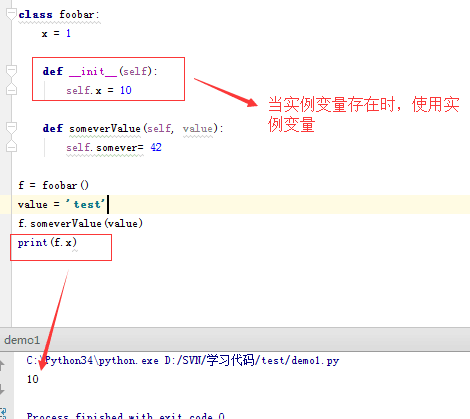 class foobar:
x = 1
def __init__(self):
self.x = 10
当实例变量存在时，使用实
例变量
def someverValue(self, value):
self.somever= 42
f = foobar()
value = 'test'
f.someverValue(value)
print(f.x)
demo1
C:\Python34\python.exe D:/SVN/学习代码/test/demo1.py
10
Process finished with exit code 0